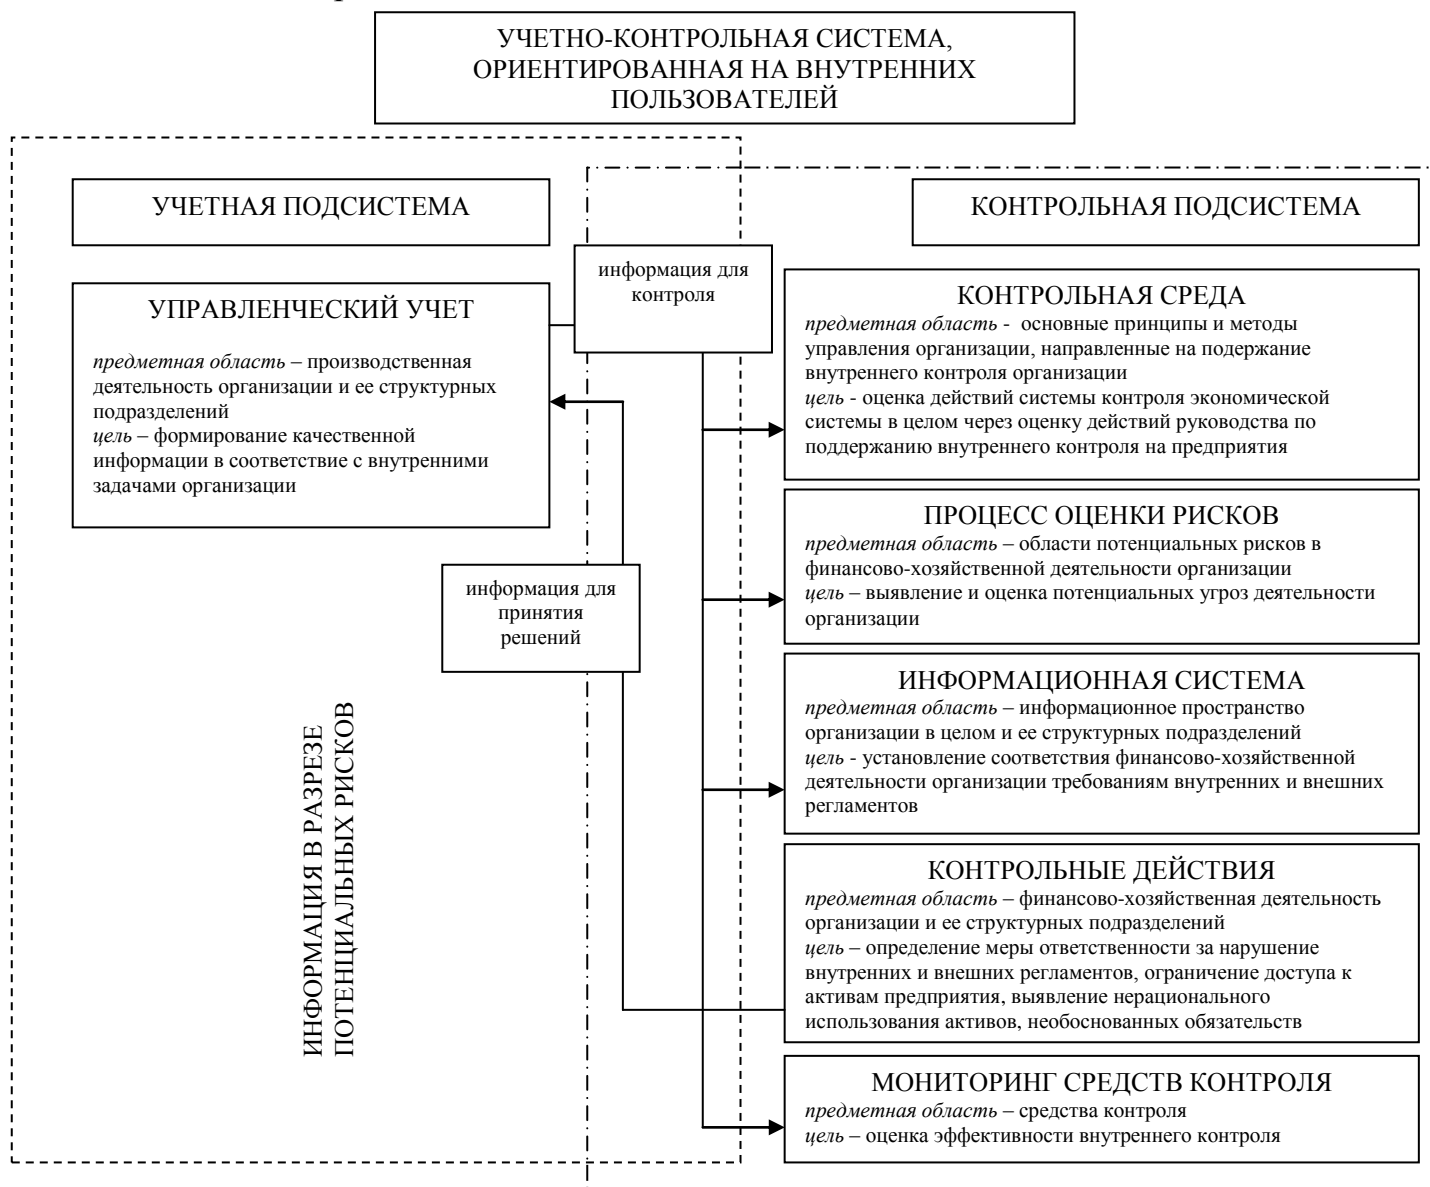 УЧЕТНО-КОНТРОЛЬНАЯ СИСТЕМА,
ОРИЕНТИРОВАННАЯ НА ВНУТРЕННИХ
ПОЛЬЗОВАТЕЛЕЙ
УЧЕТНАЯ ПОДСИСТЕМА
КОНТРОЛЬНАЯ ПОДСИСТЕМА
информация для
контроля
УПРАВЛЕНЧЕСКИЙ УЧЕТ
предметная область – производственная
деятельность организации и ее структурных
подразделений
цель – формирование качественной
информации в соответствие с внутренними
задачами организации
КОНТРОЛЬНАЯ СРЕДА
предметная область - основные принципы и методы
управления организации, направленные на подержание
внутреннего контроля организации
цель - оценка действий системы контроля экономической
системы в целом через оценку действий руководства по
поддержанию внутреннего контроля на предприятия
ПРОЦЕСС ОЦЕНКИ РИСКОВ
предметная область – области потенциальных рисков в
финансово-хозяйственной деятельности организации
цель – выявление и оценка потенциальных угроз деятельности
организации
информация для
принятия
решений
ИНФОРМАЦИОННАЯ СИСТЕМА
предметная область – информационное пространство
организации в целом и ее структурных подразделений
цель - установление соответствия финансово-хозяйственной
деятельности организации требованиям внутренних и внешних
регламентов
ИНФОРМАЦИЯ В РАЗРЕЗЕ
ПОТЕНЦИАЛЬНЫХ РИСКОВ
КОНТРОЛЬНЫЕ ДЕЙСТВИЯ
предметная область – финансово-хозяйственная деятельность
организации и ее структурных подразделений
цель – определение меры ответственности за нарушение
внутренних и внешних регламентов, ограничение доступа к
активам предприятия, выявление нерационального
использования активов, необоснованных обязательств
МОНИТОРИНГ СРЕДСТВ КОНТРОЛЯ
предметная область – средства контроля
цель – оценка эффективности внутреннего контроля